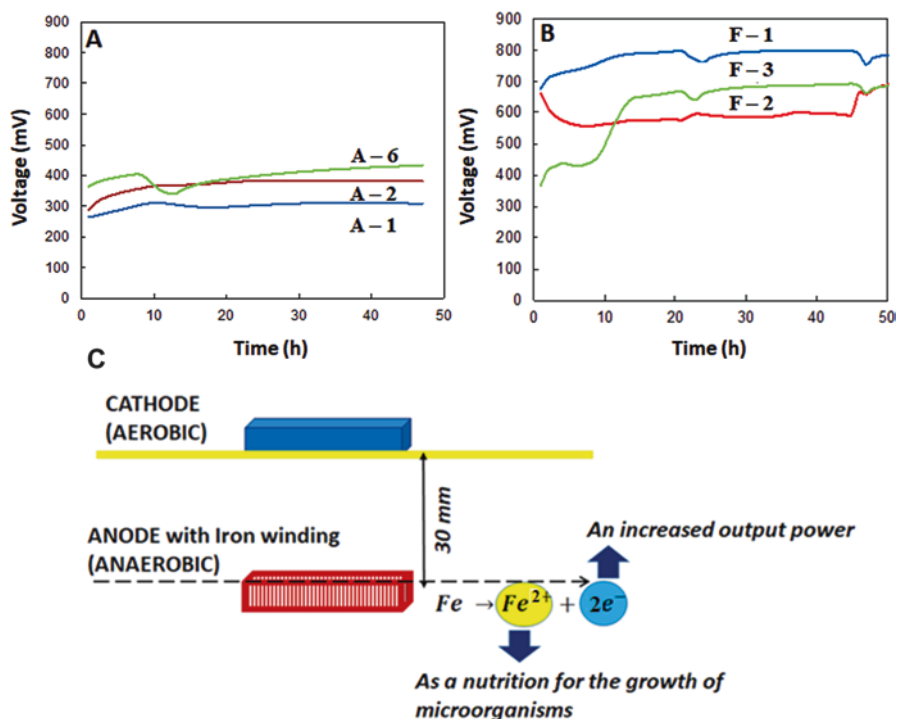 A
900
800
700
600
500
400
300
200
100
0
Voltage (mV)
A – 6
A – 2
A – 1
0 10 20 30 40 50
Time (h)
B
900
800
700
600
500
400
300
200
100
0
Voltage (mV)
F – 1
F – 3
F – 2
0 10 20 30 40 50
Time (h)
C
CATHODE
(AEROBIC)
30 mm
ANODE with Iron winding
(ANAEROBIC)
An increased output power
Fe → Fe²⁺ + 2e⁻
As a nutrition for the growth of
microorganisms